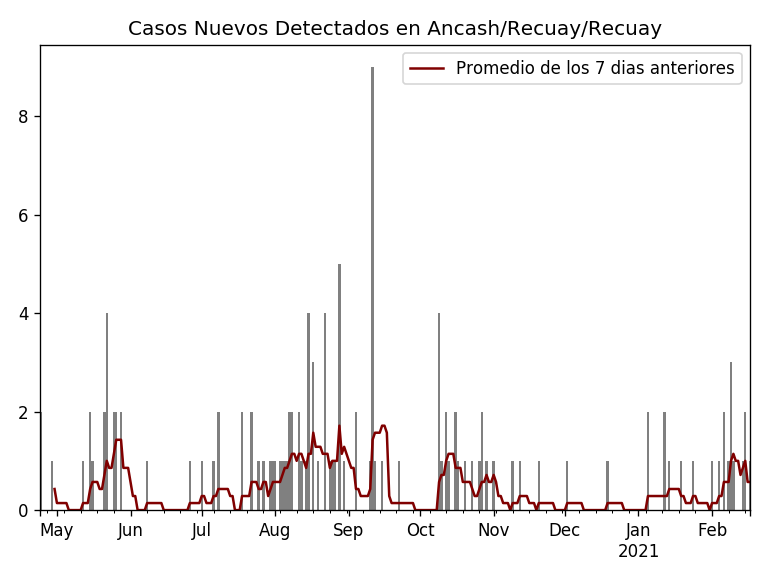 Casos Nuevos Detectados en Ancash/Recuay/Recuay
Promedio de los 7 dias anteriores
8
6
4
2
0
May Jun Jul Aug Sep Oct Nov Dec Jan Feb
2021